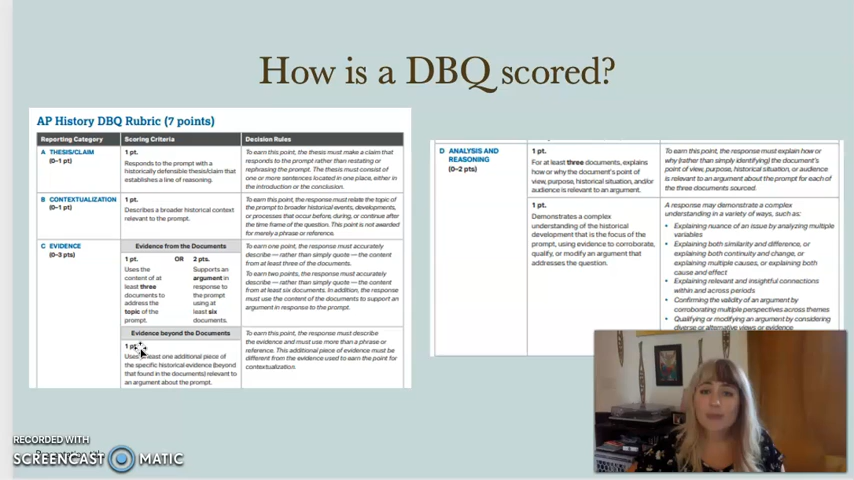 How is a DBQ scored?
AP History DBQ Rubric (7 points)
Reporting Category
Scoring Criteria
Decision Rules
A THESIS/CLAIM
(0–1 pt)
1 pt.
Responds to the prompt with a
historically defensible thesis/claim that
establishes a line of reasoning.
To earn this point, the thesis must make a claim that
responds to the prompt rather than restating or
rephrasing the prompt. The thesis must consist of
one or more sentences located in one place, either in
the introduction or the conclusion.
B CONTEXTUALIZATION
(0–1 pt)
1 pt.
Describes a broader historical context
relevant to the prompt.
To earn this point, the response must relate the topic of
the prompt to broader historical events, developments,
or processes that occur before, during, or continue after
the time frame of the question. This point is not awarded
for merely a phrase or reference.
C EVIDENCE
(0–3 pts)
Evidence from the Documents
1 pt.
Uses the
content of at
least three
documents to
address the
topic of the
prompt.
OR
2 pts.
Supports an
argument in
response to
the prompt
using at
least six
documents.
To earn one point, the response must accurately
describe — rather than simply quote — the content
from at least three of the documents.
To earn two points, the response must accurately
describe — rather than simply quote — the content
from at least six documents. In addition, the response
must use the content of the documents to support an
argument in response to the prompt.
Evidence beyond the Documents
1 pt.
Uses at least one additional piece of
the specific historical evidence (beyond
that found in the documents) relevant to
an argument about the prompt.
To earn this point, the response must describe
the evidence and must use more than a phrase or
reference. This additional piece of evidence must be
different from the evidence used to earn the point for
contextualization.
D ANALYSIS AND
REASONING
(0–2 pts)
1 pt.
For at least three documents, explains
how or why the document's point of
view, purpose, historical situation, and/or
audience is relevant to an argument.
To earn this point, the response must explain how or
why (rather than simply identifying) the document's
point of view, purpose, historical situation, or audience
is relevant to an argument about the prompt for each of
the three documents sourced.
1 pt.
Demonstrates a complex
understanding of the historical
development that is the focus of the
prompt, using evidence to corroborate,
qualify, or modify an argument that
addresses the question.
A response may demonstrate a complex
understanding in a variety of ways, such as:
• Explaining nuance of an issue by analyzing multiple
variables
• Explaining both similarity and difference, or
explaining both continuity and change, or
explaining multiple causes, or explaining both
cause and effect
• Explaining relevant and insightful connections
within and across periods
• Confirming the validity of an argument by
corroborating multiple perspectives across themes
• Qualifying or modifying an argument by considering
diverse or alternative views or evidence
RECORDED WITH
SCREENCAST MATIC